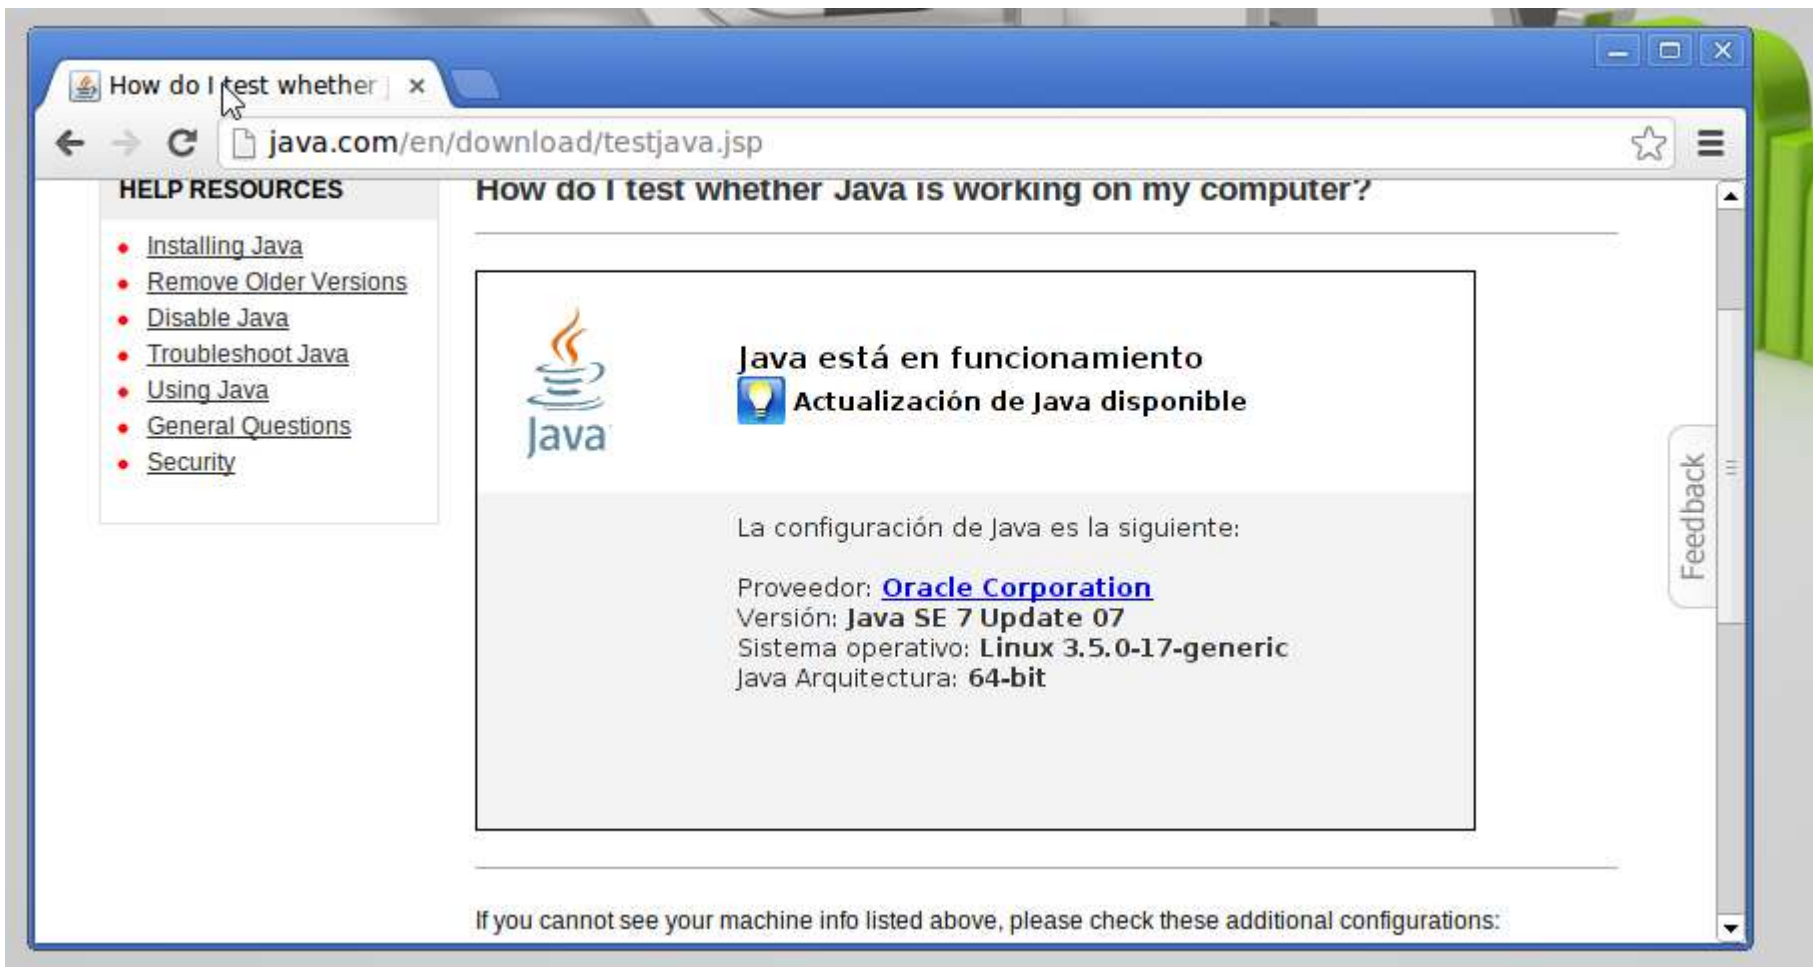 How do I test whether
java.com/en/download/testjava.jsp
HELP RESOURCES
Installing Java
Remove Older Versions
Disable Java
Troubleshoot Java
Using Java
General Questions
Security
How do I test whether Java is working on my computer?
Java
Java está en funcionamiento
Actualización de Java disponible
La configuración de Java es la siguiente:
Proveedor: Oracle Corporation
Versión: Java SE 7 Update 07
Sistema operativo: Linux 3.5.0-17-generic
Java Arquitectura: 64-bit
If you cannot see your machine info listed above, please check these additional configurations:
Feedback